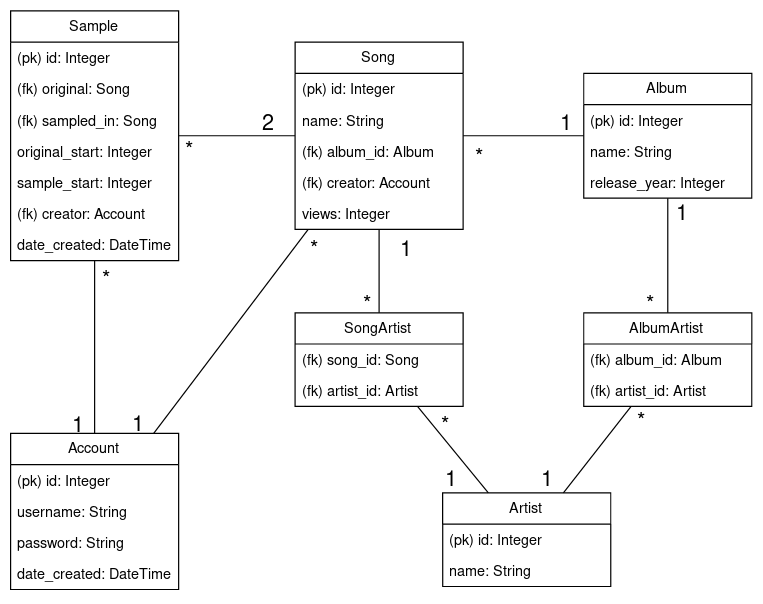 Sample
(pk) id: Integer
(fk) original: Song
(fk) sampled_in: Song
original_start: Integer
sample_start: Integer
(fk) creator: Account
date_created: DateTime
2
*
*
1
Song
(pk) id: Integer
name: String
(fk) album_id: Album
(fk) creator: Account
views: Integer
1
*
*
1
1
*
Album
(pk) id: Integer
name: String
release_year: Integer
1
*
SongArtist
(fk) song_id: Song
(fk) artist_id: Artist
*
1
AlbumArtist
(fk) album_id: Album
(fk) artist_id: Artist
*
1
Account
(pk) id: Integer
username: String
password: String
date_created: DateTime
Artist
(pk) id: Integer
name: String